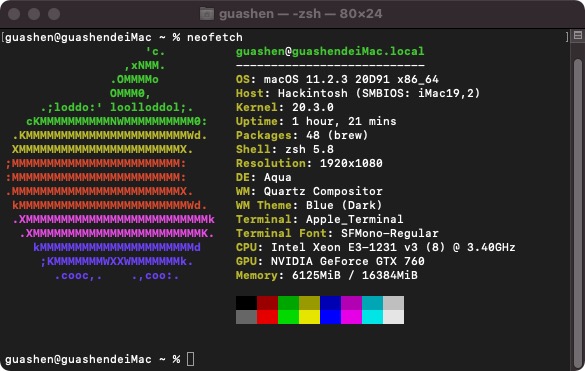 guashen — -zsh — 80×24
[guashen@guashendeiMac ~ % neofetch ]
'c. guashen@guashendeiMac.local
,xNMM. ---------------------------
.OMMMMo OS: macOS 11.2.3 20D91 x86_64
OMMM0, Host: Hackintosh (SMBIOS: iMac19,2)
.;loddo:' loolloddol;. Kernel: 20.3.0
cKMMMMMMMMMMNWMMMMMMMMMM0: Uptime: 1 hour, 21 mins
.KMMMMMMMMMMMMMMMMMMMMMMMWd. Packages: 48 (brew)
XMMMMMMMMMMMMMMMMMMMMMMMX. Shell: zsh 5.8
;MMMMMMMMMMMMMMMMMMMMMMMM: Resolution: 1920x1080
:MMMMMMMMMMMMMMMMMMMMMMMM: DE: Aqua
.MMMMMMMMMMMMMMMMMMMMMMMMX. WM: Quartz Compositor
kMMMMMMMMMMMMMMMMMMMMMMMMWd. WM Theme: Blue (Dark)
.XMMMMMMMMMMMMMMMMMMMMMMMMMMk Terminal: Apple_Terminal
.XMMMMMMMMMMMMMMMMMMMMMMMMK. Terminal Font: SFMono-Regular
kMMMMMMMMMMMMMMMMMMMMMMd CPU: Intel Xeon E3-1231 v3 (8) @ 3.40GHz
;KMMMMMMMWXXWMMMMMMMk. GPU: NVIDIA GeForce GTX 760
.cooc,. .,coo:. Memory: 6125MiB / 16384MiB
guashen@guashendeiMac ~ %